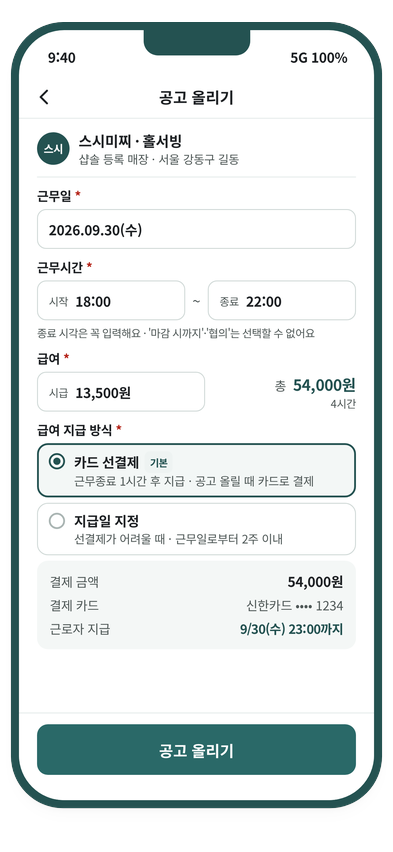 9:40 5G 100%
공고 올리기
스시 스시미찌 · 홀서빙
샵솔 등록 매장 · 서울 강동구 길동
근무일 *
2026.09.30(수)
근무시간 *
시작 18:00 ~ 종료 22:00
종료 시각은 꼭 입력해요 · '마감 시까지'·'협의'는 선택할 수 없어요
급여 *
시급 13,500원 총 54,000원
4시간
급여 지급 방식 *
카드 선결제 기본
근무종료 1시간 후 지급 · 공고 올릴 때 카드로 결제
지급일 지정
선결제가 어려울 때 · 근무일로부터 2주 이내
결제 금액 54,000원
결제 카드 신한카드 •••• 1234
근로자 지급 9/30(수) 23:00까지
공고 올리기